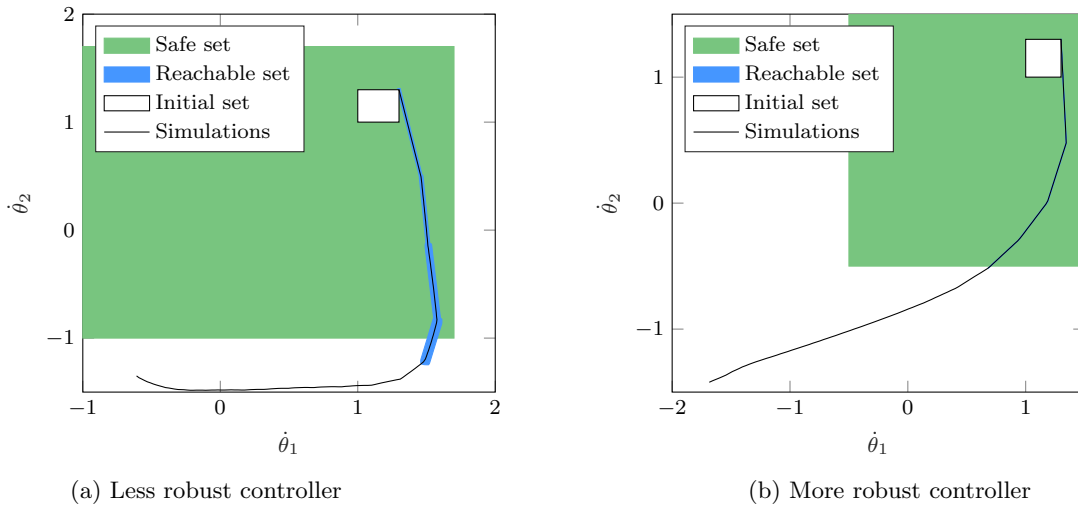 2
1
0
−1
−1
0
1
2
θ̇₂
θ̇₁
Safe set
Reachable set
Initial set
Simulations
(a) Less robust controller
1
0
−1
−2
−1
0
1
θ̇₂
θ̇₁
Safe set
Reachable set
Initial set
Simulations
(b) More robust controller